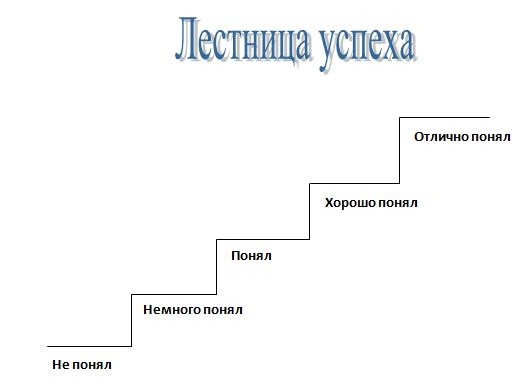 Лестница успеха
Отлично понял
Хорошо понял
Понял
Немного понял
Не понял